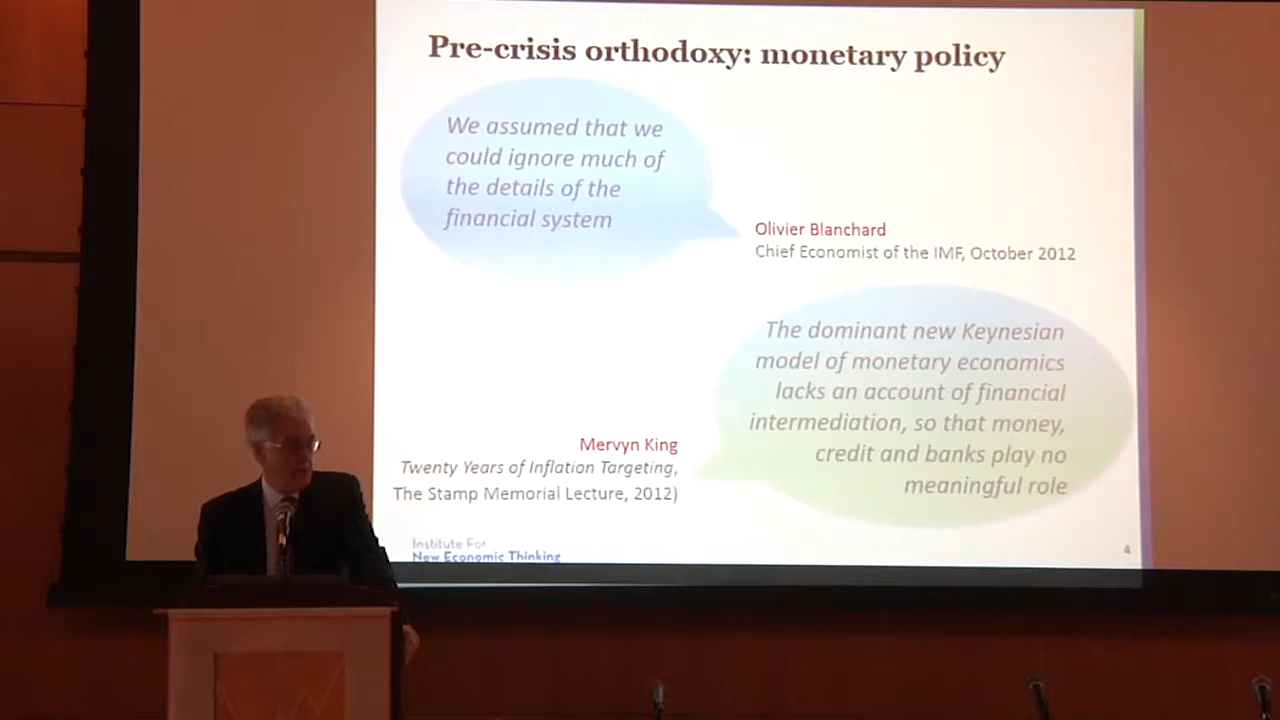 Pre-crisis orthodoxy: monetary policy
We assumed that we
could ignore much of
the details of the
financial system
Olivier Blanchard
Chief Economist of the IMF, October 2012
The dominant new Keynesian
model of monetary economics
lacks an account of financial
intermediation, so that money,
credit and banks play no
meaningful role
Mervyn King
Twenty Years of Inflation Targeting,
The Stamp Memorial Lecture, 2012)
Institute For
New Economic Thinking
4